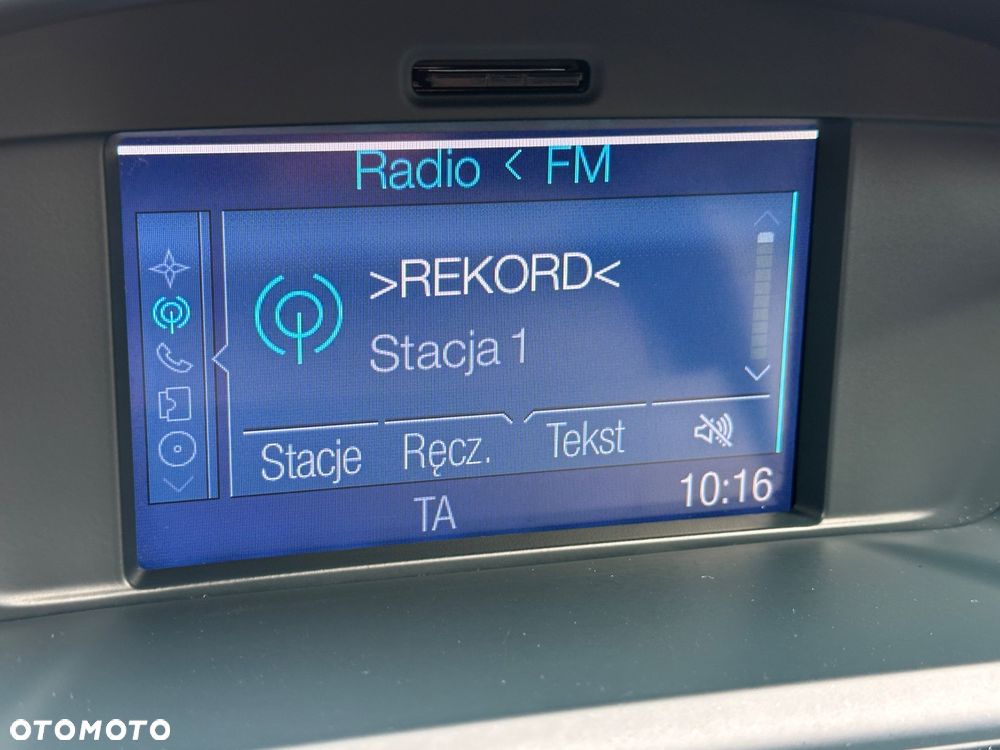 Radio < FM
>REKORD<
Stacja 1
Stacje Ręcz. Tekst
10:16
TA
OTOMOTO